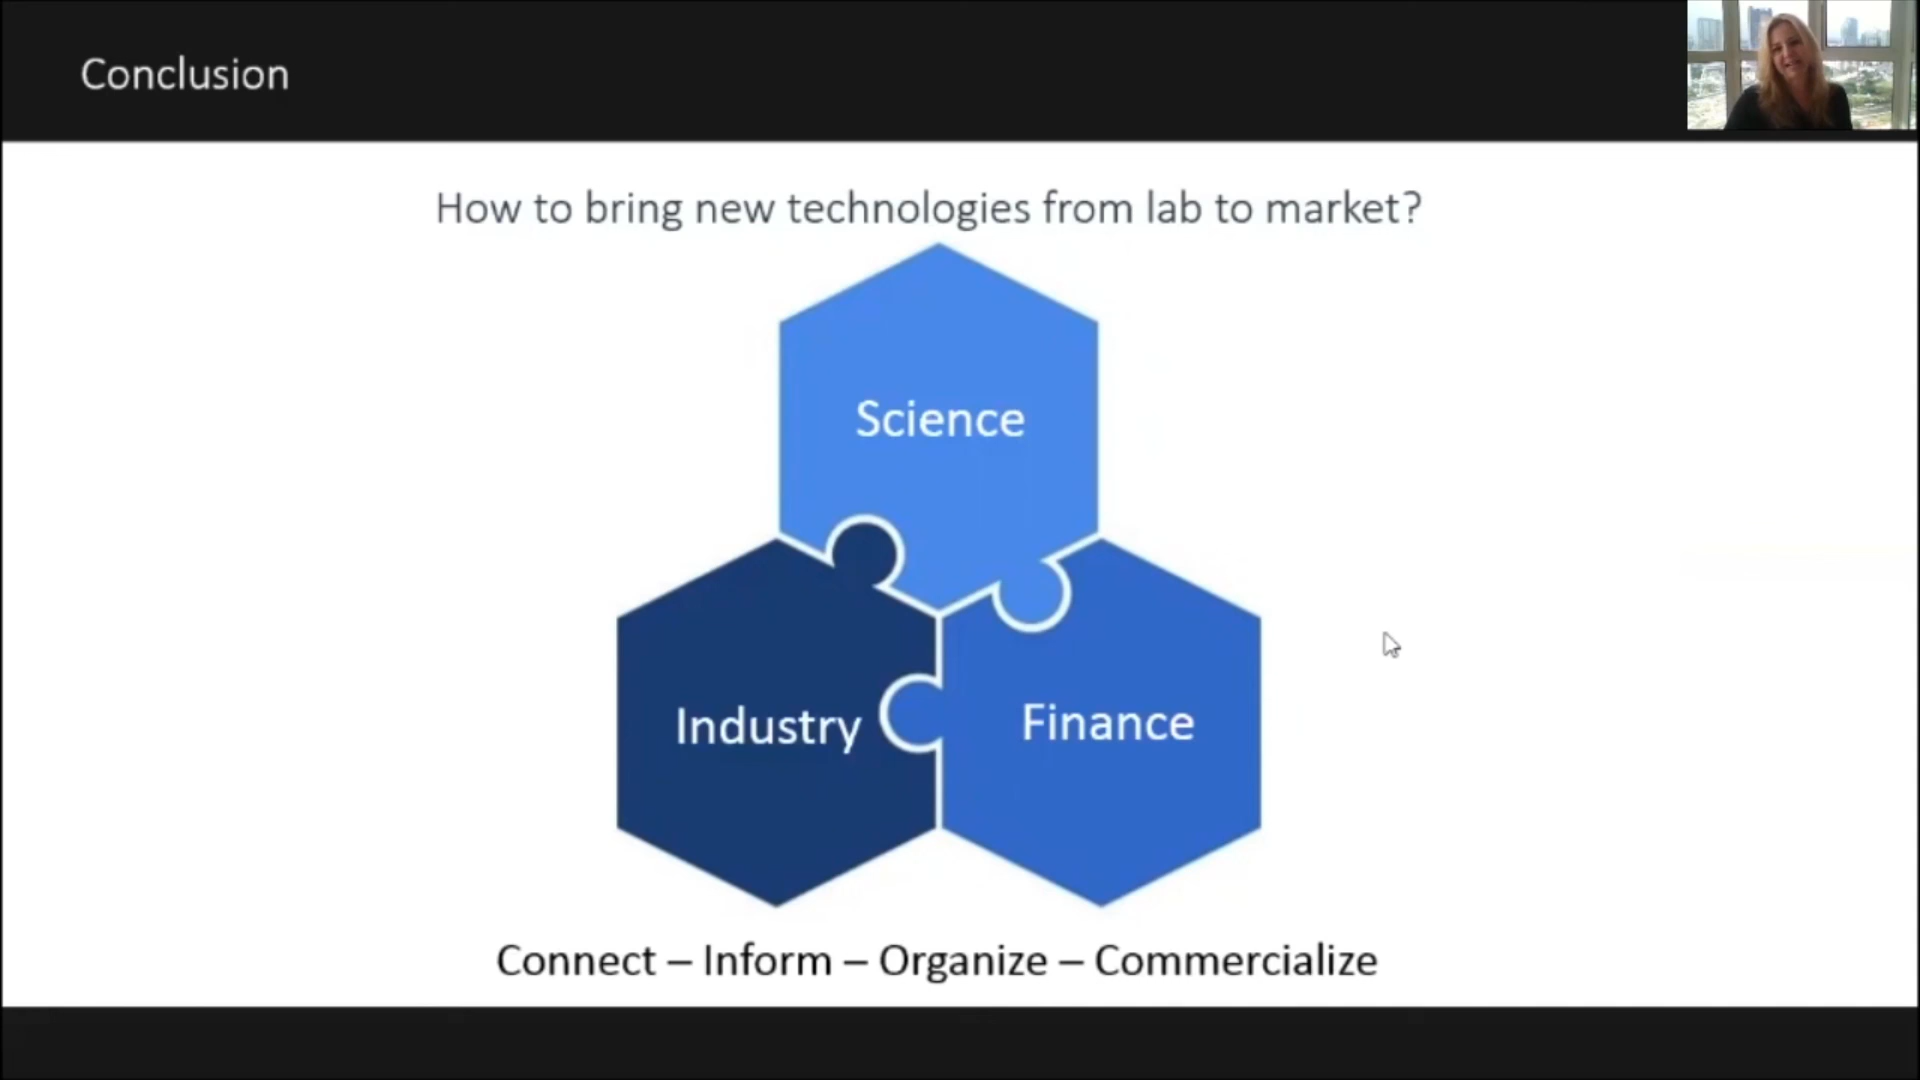 Conclusion
How to bring new technologies from lab to market?
Science
Industry
Finance
Connect – Inform – Organize – Commercialize